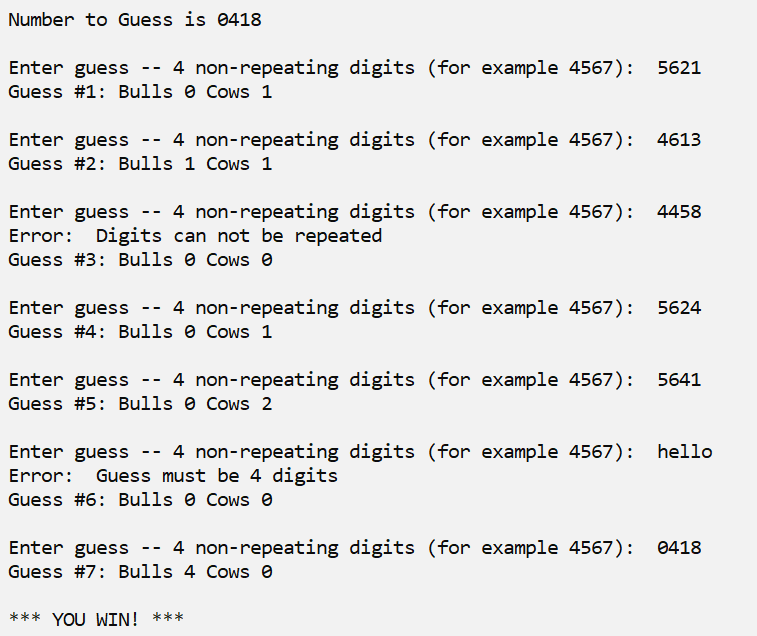 Number to Guess is 0418
Enter guess -- 4 non-repeating digits (for example 4567):  5621
Guess #1: Bulls 0 Cows 1
Enter guess -- 4 non-repeating digits (for example 4567):  4613
Guess #2: Bulls 1 Cows 1
Enter guess -- 4 non-repeating digits (for example 4567):  4458
Error:  Digits can not be repeated
Guess #3: Bulls 0 Cows 0
Enter guess -- 4 non-repeating digits (for example 4567):  5624
Guess #4: Bulls 0 Cows 1
Enter guess -- 4 non-repeating digits (for example 4567):  5641
Guess #5: Bulls 0 Cows 2
Enter guess -- 4 non-repeating digits (for example 4567):  hello
Error:  Guess must be 4 digits
Guess #6: Bulls 0 Cows 0
Enter guess -- 4 non-repeating digits (for example 4567):  0418
Guess #7: Bulls 4 Cows 0
*** YOU WIN! ***